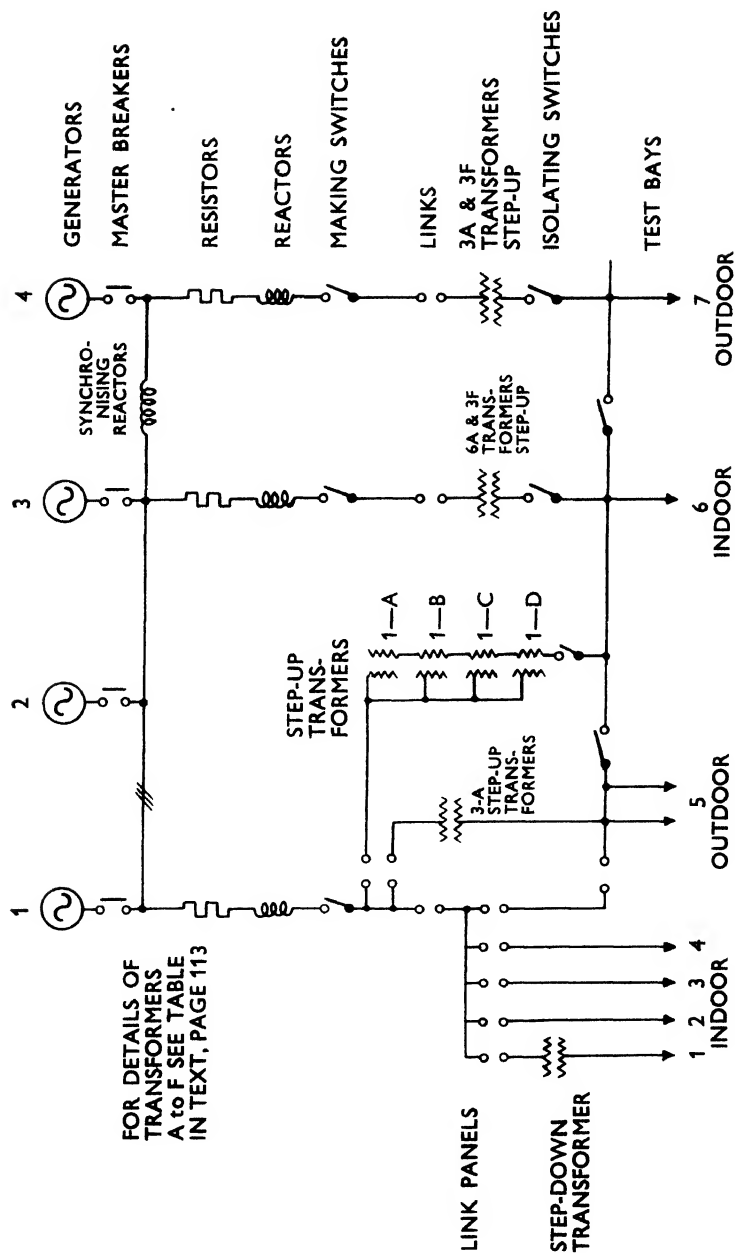 GENERATORS
MASTER BREAKERS
RESISTORS
REACTORS
MAKING SWITCHES
LINKS
3A & 3F
TRANSFORMERS
STEP-UP
ISOLATING SWITCHES
TEST BAYS
4
SYNCHRO-
NISING
REACTORS
7
OUTDOOR
3
6A & 3F
TRANS-
FORMERS
STEP-UP
6
INDOOR
2
STEP-UP
TRANS-
FORMERS
1—A
1—B
1—C
1—D
3-A
STEP-UP
TRANS-
FORMERS
5
OUTDOOR
1
FOR DETAILS OF
TRANSFORMERS
A to F SEE TABLE
IN TEXT, PAGE 113
1 2 3 4
INDOOR
LINK PANELS
STEP-DOWN
TRANSFORMER